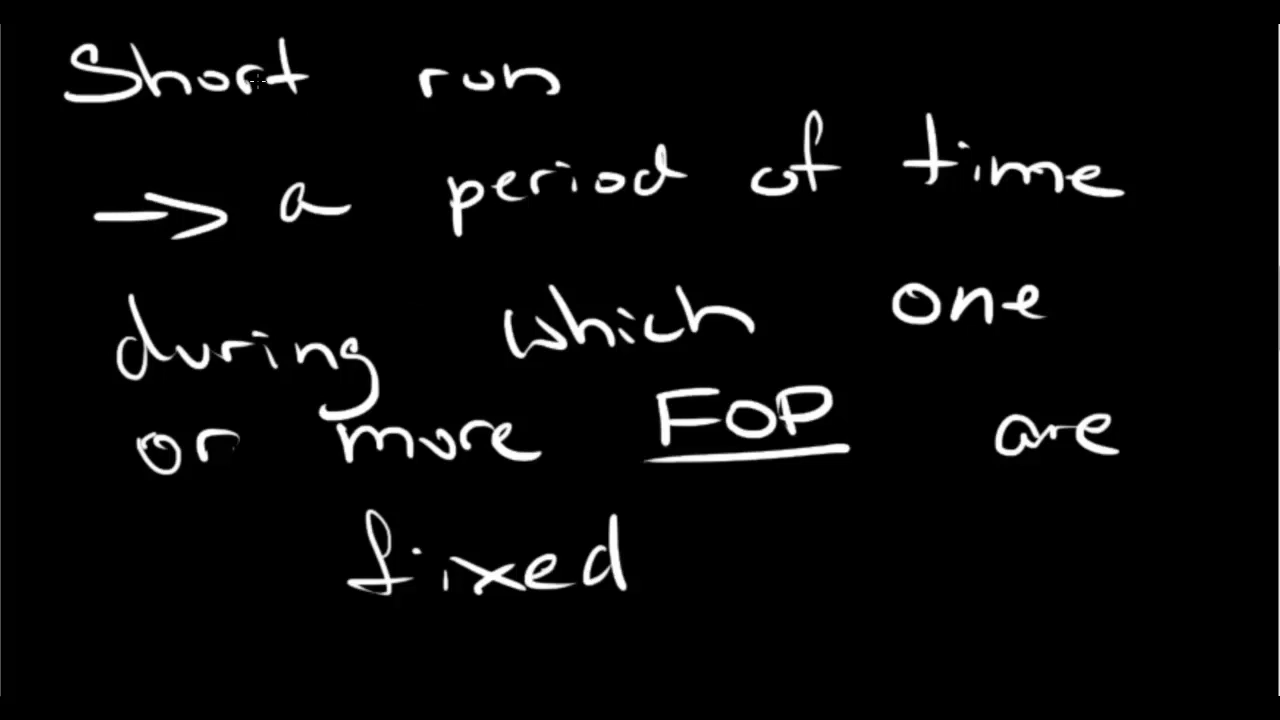 Short run
→ a period of time
during which one
or more FOP are
fixed